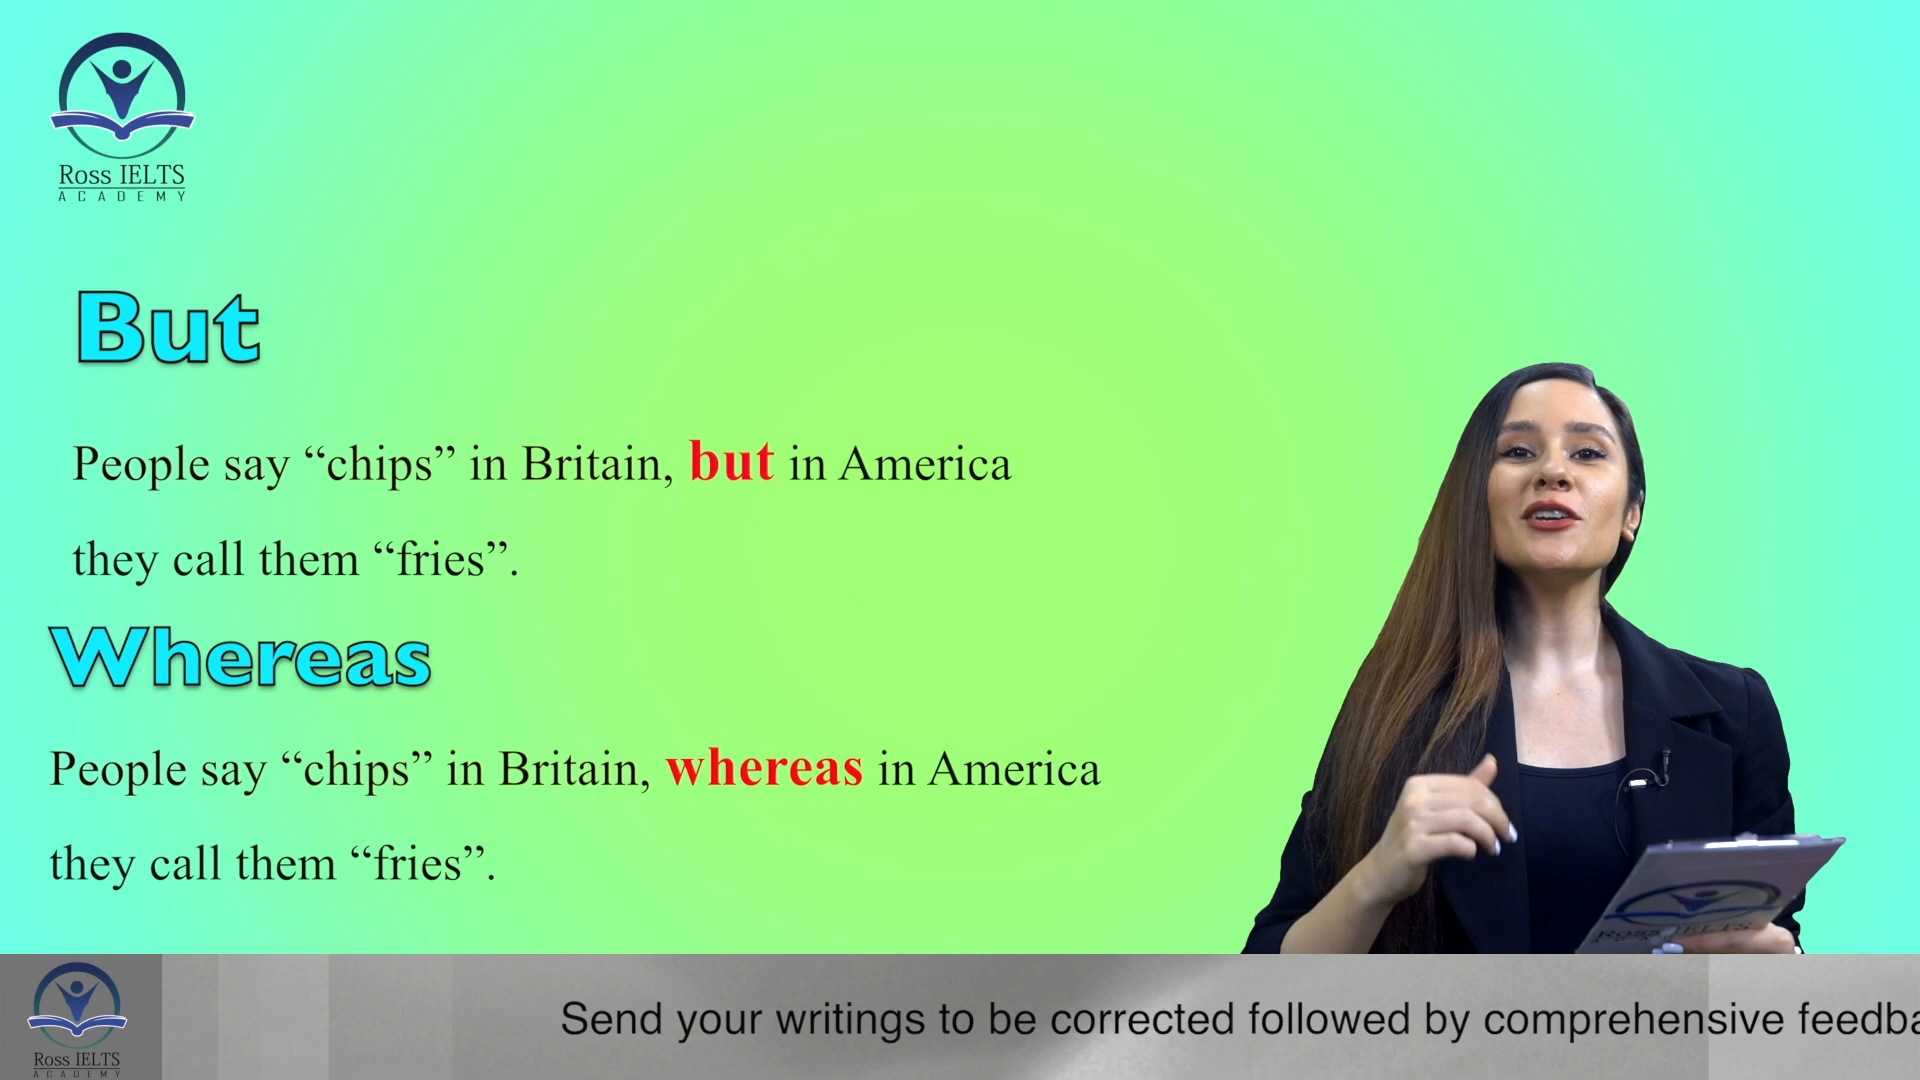 Ross IELTS
ACADEMY
But
People say “chips” in Britain, but in America
they call them “fries”.
Whereas
People say “chips” in Britain, whereas in America
they call them “fries”.
ROSS IELTS
Ross IELTS
ACADEMY
Send your writings to be corrected followed by comprehensive